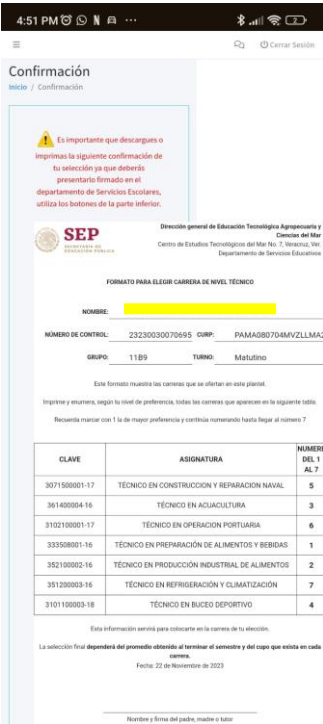 4:51 PM
Cerrar Sesión
Confirmación
Inicio / Confirmación
Es importante que descargues o
imprimas la siguiente confirmación de
tu selección ya que deberás
presentarlo firmado en el
departamento de Servicios Escolares,
utiliza los botones de la parte inferior.
SEP
SECRETARÍA DE
EDUCACIÓN PÚBLICA
Dirección general de Educación Tecnológica Agropecuaria y
Ciencias del Mar
Centro de Estudios Tecnológicos del Mar No. 7, Veracruz, Ver.
Departamento de Servicios Educativos
FORMATO PARA ELEGIR CARRERA DE NIVEL TÉCNICO
NOMBRE:
NÚMERO DE CONTROL: 23230030070695 CURP: PAMA080704MVZLLMA2
GRUPO: 11B9 TURNO: Matutino
Este formato muestra las carreras que se ofertan en este plantel.
Imprime y enumera, según tu nivel de preferencia, todas las carreras que aparecen en la siguiente tabla.
Recuerda marcar con 1 la de mayor preferencia y continúa numerando hasta llegar al número 7
CLAVE ASIGNATURA NUMERE DEL 1 AL 7
3071500001-17 TÉCNICO EN CONSTRUCCION Y REPARACION NAVAL 5
361400004-16 TÉCNICO EN ACUACULTURA 3
3102100001-17 TÉCNICO EN OPERACION PORTUARIA 6
333508001-16 TÉCNICO EN PREPARACIÓN DE ALIMENTOS Y BEBIDAS 1
352100002-16 TÉCNICO EN PRODUCCIÓN INDUSTRIAL DE ALIMENTOS 2
351200003-16 TÉCNICO EN REFRIGERACIÓN Y CLIMATIZACIÓN 7
3101100003-18 TÉCNICO EN BUCEO DEPORTIVO 4
Esta información servirá para colocarte en la carrera de tu elección.
La selección final dependerá del promedio obtenido al terminar el semestre y del cupo que exista en cada
carrera.
Fecha: 22 de Noviembre de 2023
Nombre y firma del padre, madre o tutor